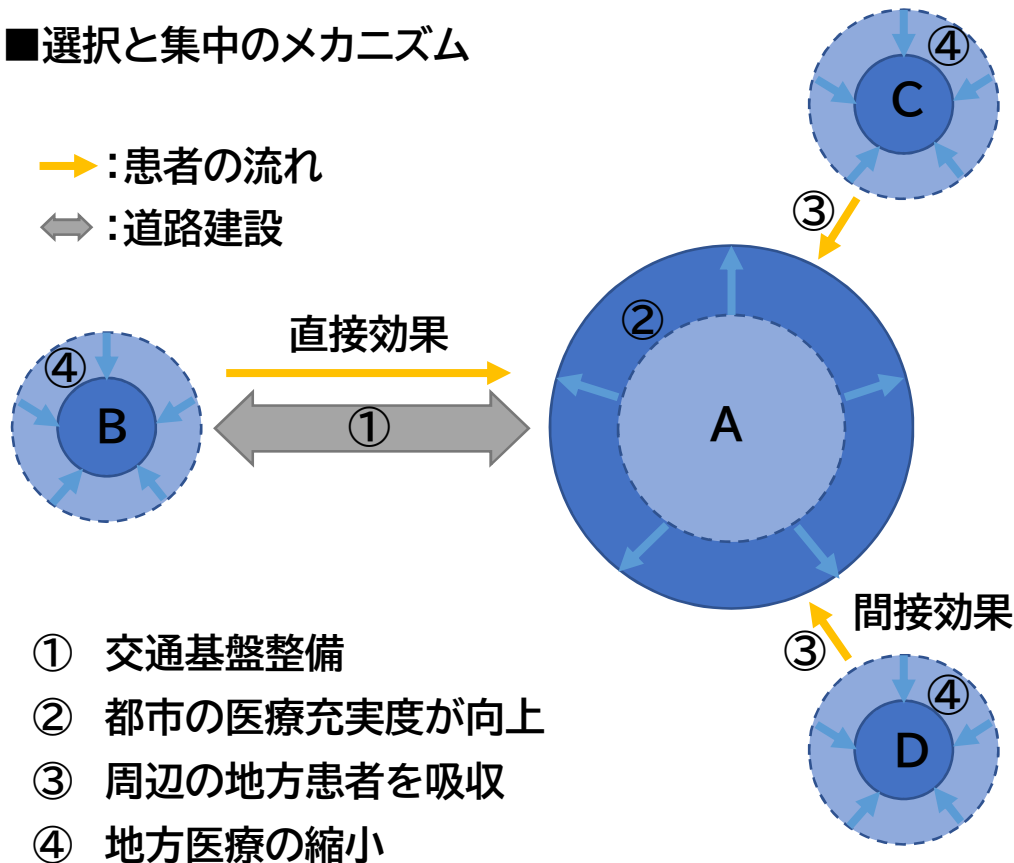 ■選択と集中のメカニズム
→:患者の流れ
⇔:道路建設
④
C
③
②
直接効果
④
B
①
A
間接効果
③
④
D
① 交通基盤整備
② 都市の医療充実度が向上
③ 周辺の地方患者を吸収
④ 地方医療の縮小